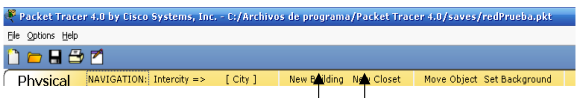 Packet Tracer 4.0 by Cisco Systems, Inc. - C:/Archivos de programa/Packet Tracer 4.0/saves/redPrueba.pkt
File Options Help
Physical NAVIGATION: Intercity => [ City ] New Building New Closet Move Object Set Background